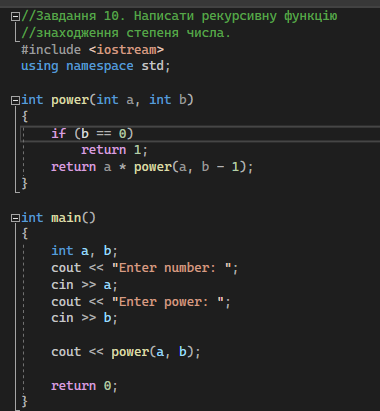 //Завдання 10. Написати рекурсивну функцію
//знаходження степеня числа.
#include <iostream>
using namespace std;

int power(int a, int b)
{
    if (b == 0)
        return 1;
    return a * power(a, b - 1);
}

int main()
{
    int a, b;
    cout << "Enter number: ";
    cin >> a;
    cout << "Enter power: ";
    cin >> b;

    cout << power(a, b);

    return 0;
}